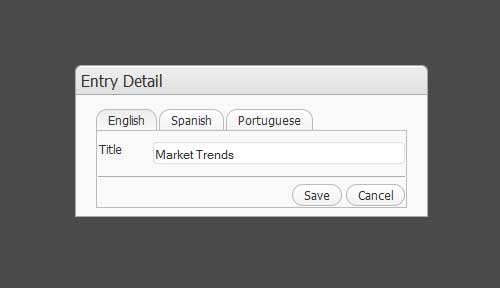 Entry Detail
English Spanish Portuguese
Title Market Trends
Save Cancel